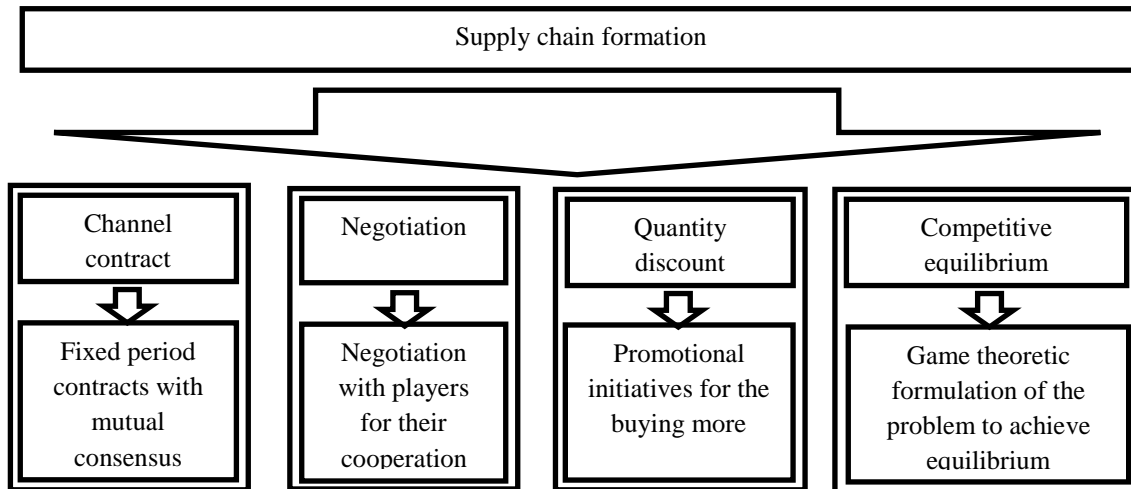 Supply chain formation
Channel
contract
Fixed period
contracts with
mutual
consensus
Negotiation
Negotiation
with players
for their
cooperation
Quantity
discount
Promotional
initiatives for the
buying more
Competitive
equilibrium
Game theoretic
formulation of the
problem to achieve
equilibrium